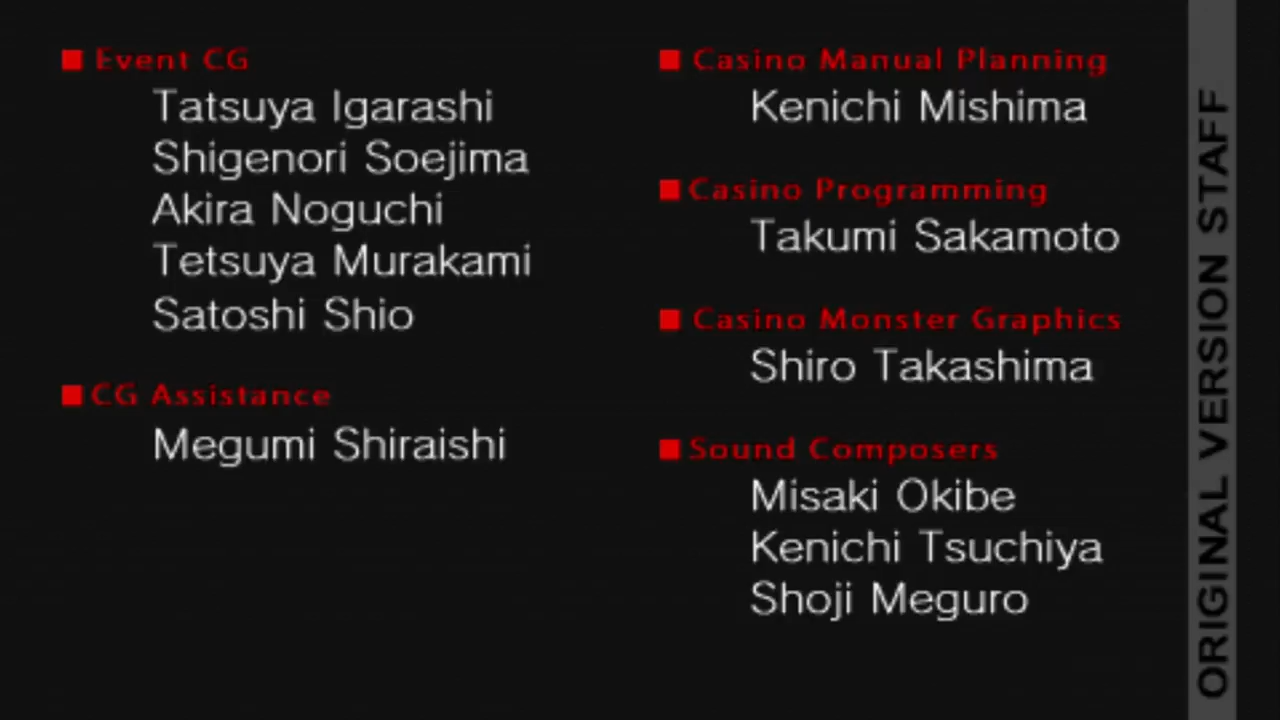 ■ Event CG
Tatsuya Igarashi
Shigenori Soejima
Akira Noguchi
Tetsuya Murakami
Satoshi Shio
■ CG Assistance
Megumi Shiraishi
■ Casino Manual Planning
Kenichi Mishima
■ Casino Programming
Takumi Sakamoto
■ Casino Monster Graphics
Shiro Takashima
■ Sound Composers
Misaki Okibe
Kenichi Tsuchiya
Shoji Meguro
ORIGINAL VERSION STAFF